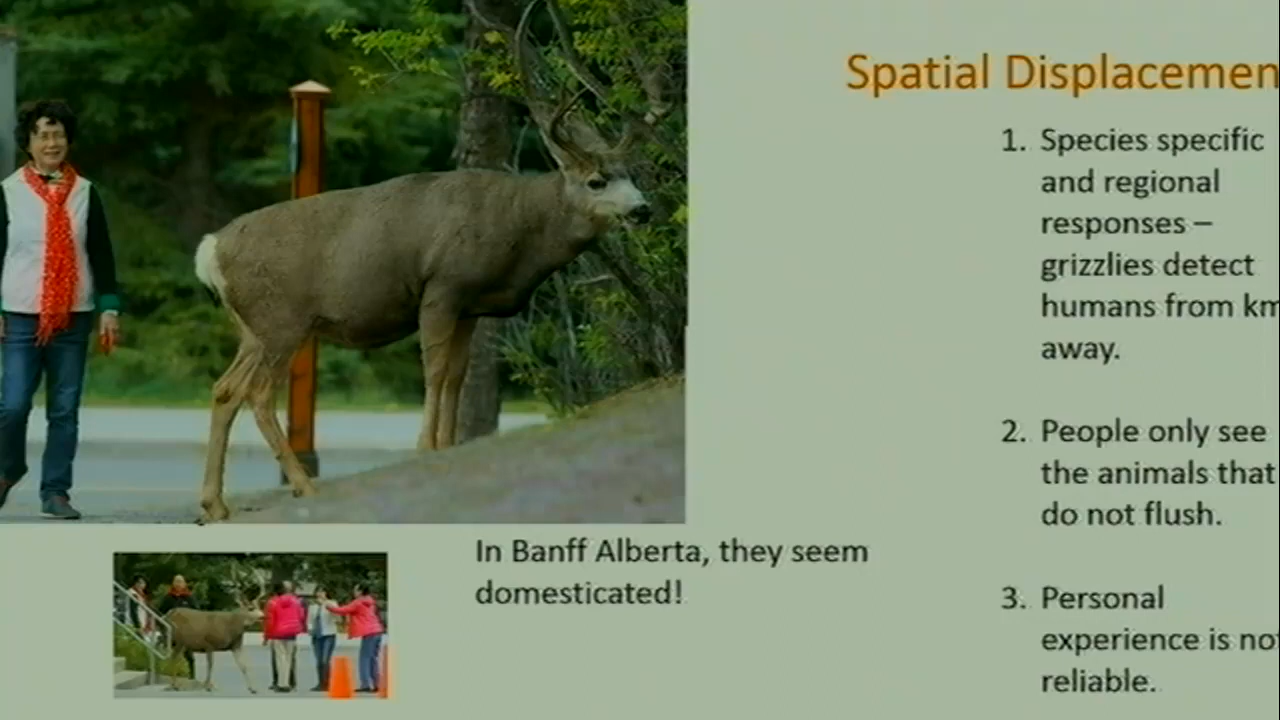 Spatial Displacemen
1. Species specific
and regional
responses –
grizzlies detect
humans from km
away.
2. People only see
the animals that
do not flush.
3. Personal
experience is no
reliable.
In Banff Alberta, they seem
domesticated!